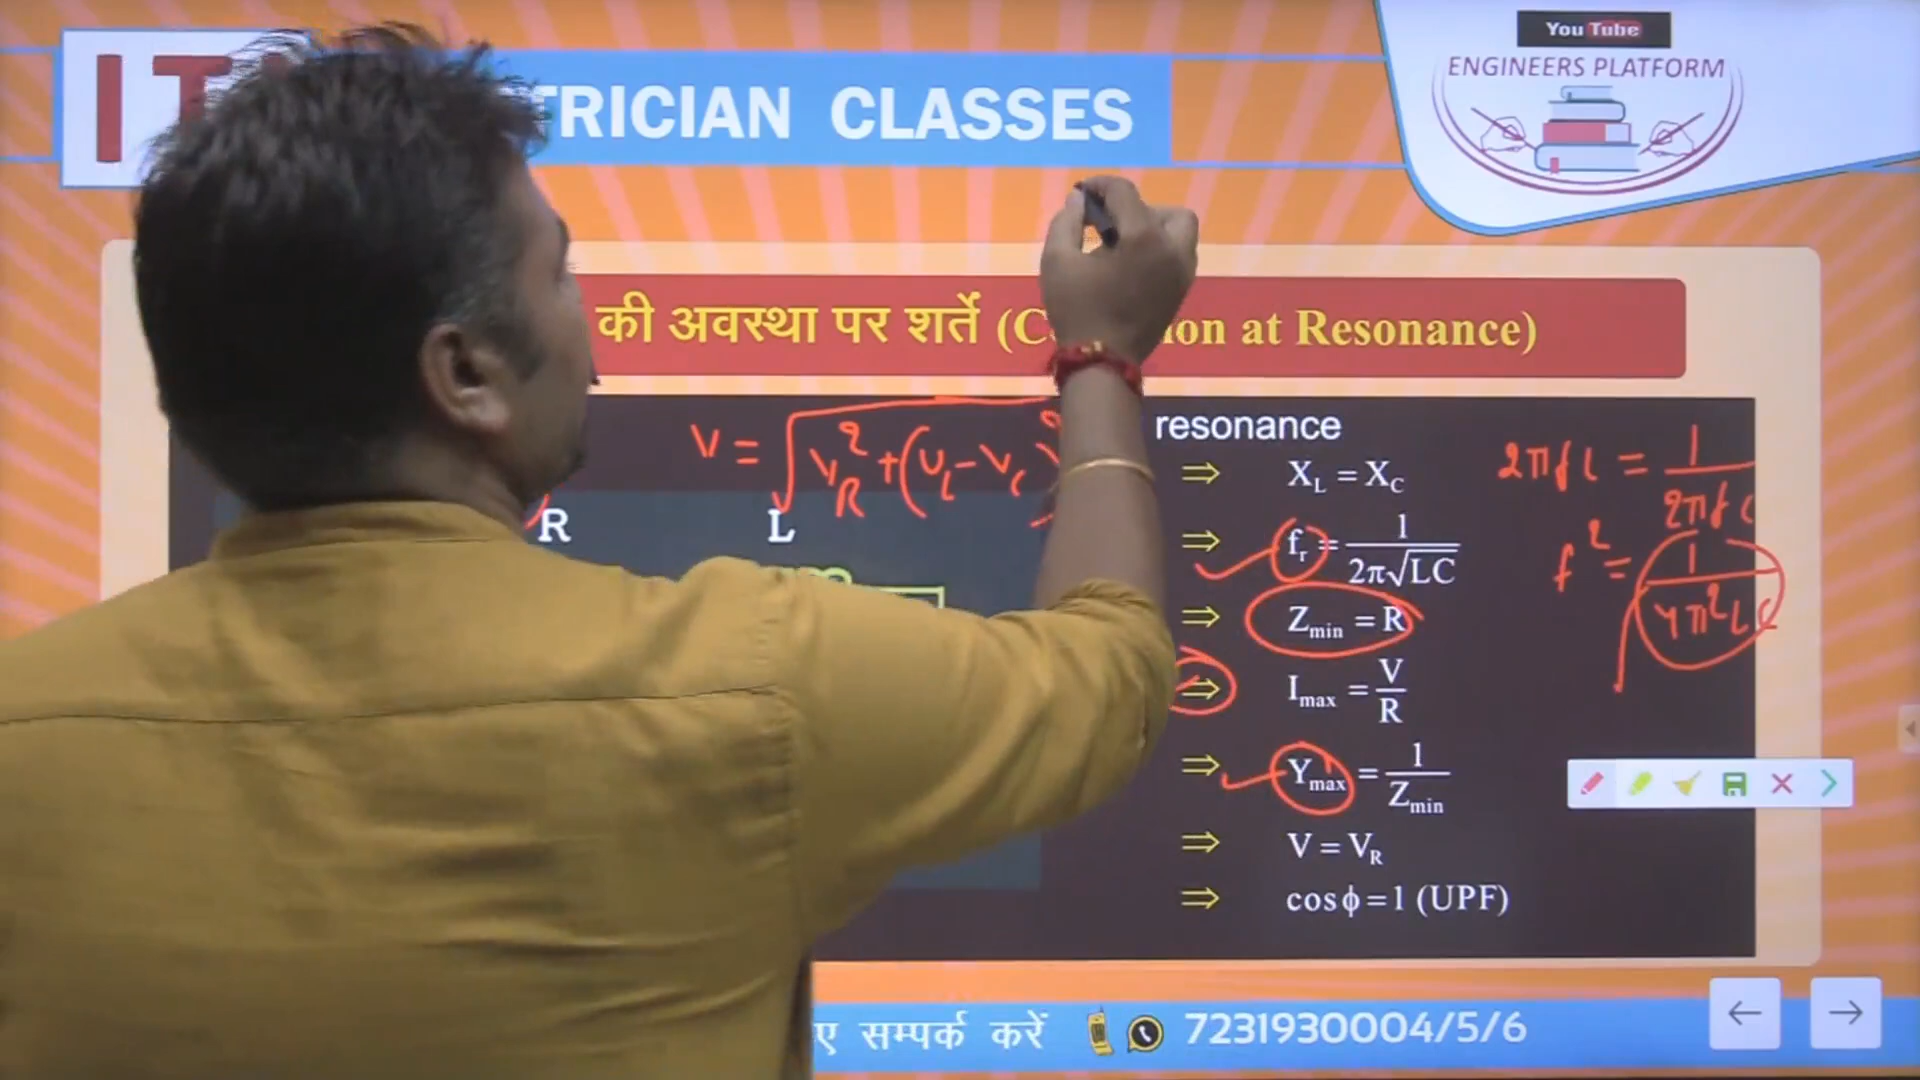 You Tube
ENGINEERS PLATFORM
TRICIAN CLASSES
की अवस्था पर शर्तें (C ion at Resonance)
V = √V_R² + (V_L - V_C)²
R
L
resonance
⇒ X_L = X_C
⇒ f_r = 1/2π√LC
⇒ Z_min = R
⇒ I_max = V/R
⇒ Y_max = 1/Z_min
⇒ V = V_R
⇒ cos ϕ = 1 (UPF)
2πfL = 1/2πfC
f² = 1/4π²LC
सम्पर्क करें 7231930004/5/6